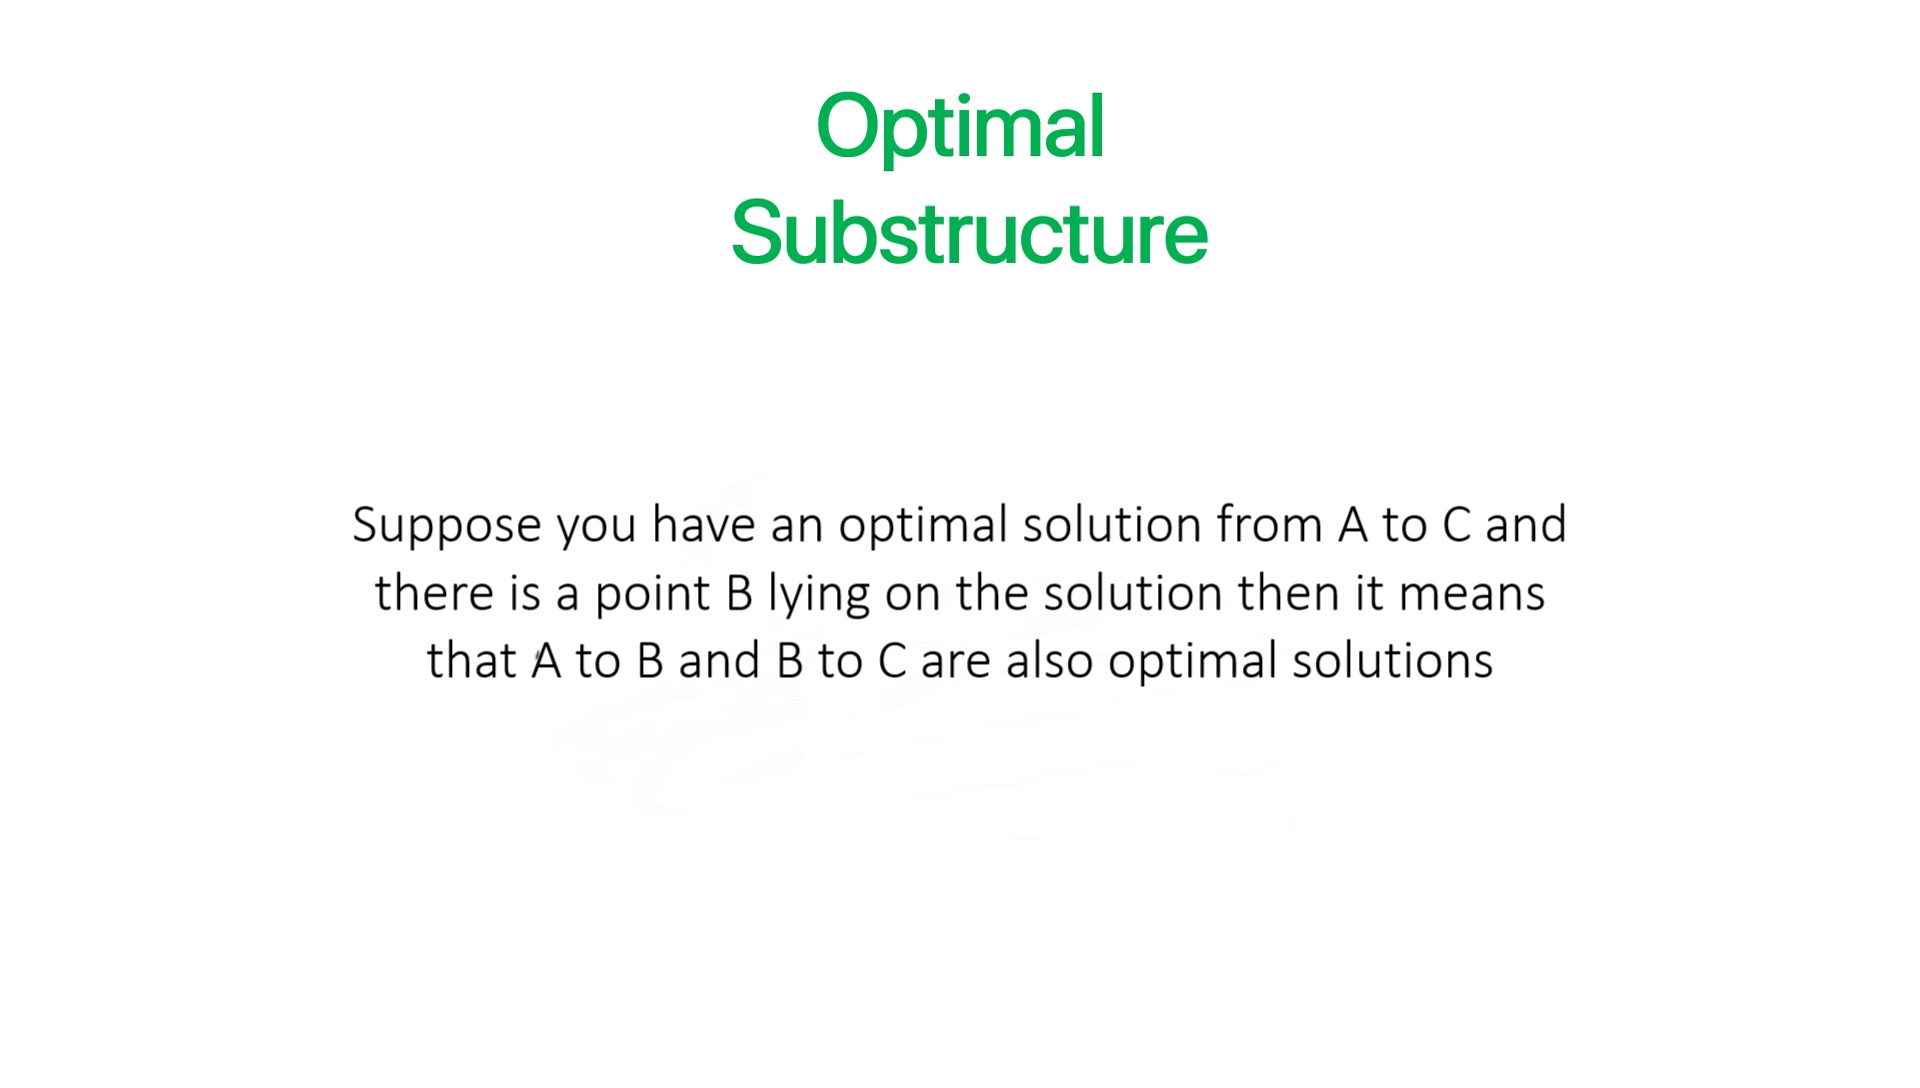 Optimal
Substructure
Suppose you have an optimal solution from A to C and
there is a point B lying on the solution then it means
that A to B and B to C are also optimal solutions